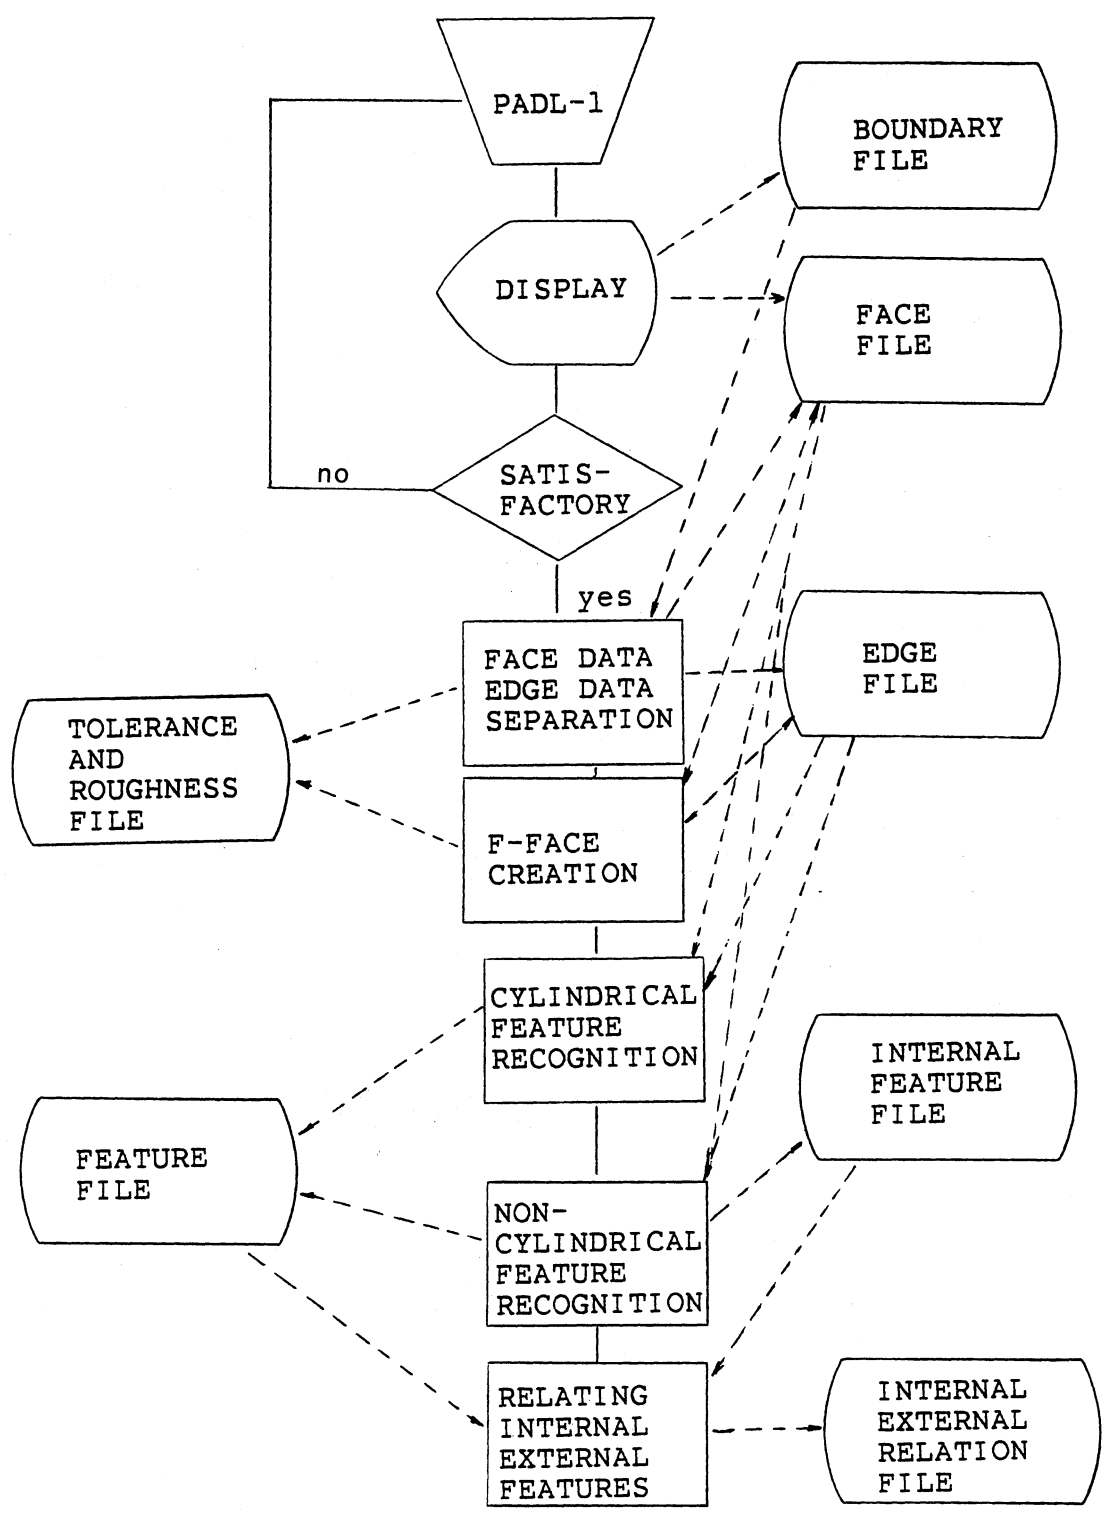 PADL-1
BOUNDARY
FILE
DISPLAY
FACE
FILE
SATIS-
FACTORY
no
yes
FACE DATA
EDGE DATA
SEPARATION
EDGE
FILE
TOLERANCE
AND
ROUGHNESS
FILE
F-FACE
CREATION
CYLINDRICAL
FEATURE
RECOGNITION
INTERNAL
FEATURE
FILE
FEATURE
FILE
NON-
CYLINDRICAL
FEATURE
RECOGNITION
RELATING
INTERNAL
EXTERNAL
FEATURES
INTERNAL
EXTERNAL
RELATION
FILE